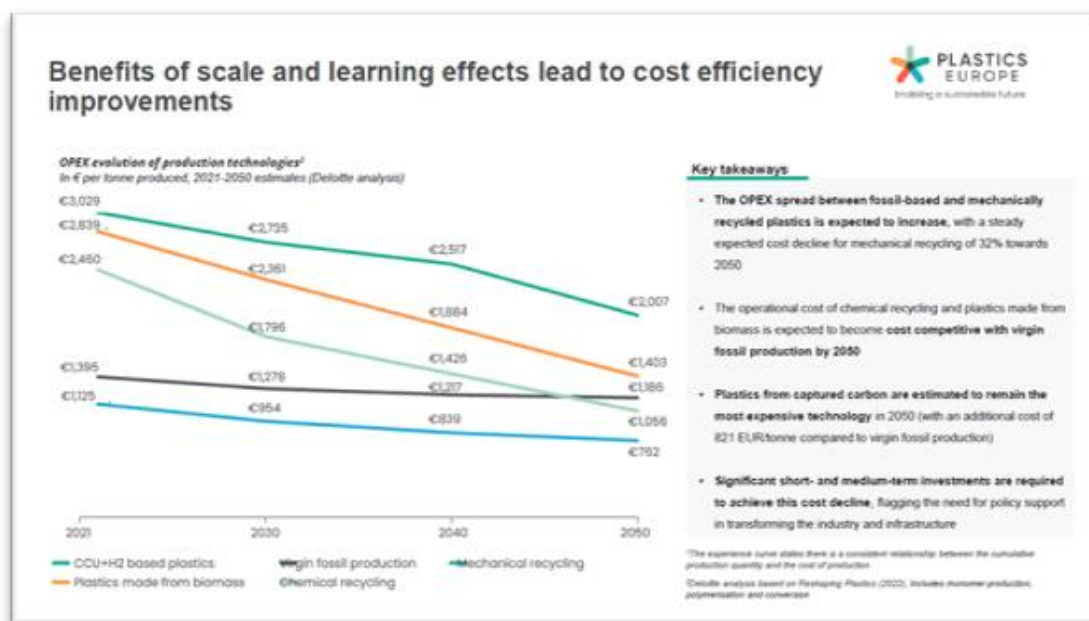 Benefits of scale and learning effects lead to cost efficiency
improvements
PLASTICS
EUROPE
Enabling a sustainable future
OPEX evolution of production technologies²
In € per tonne produced, 2021-2050 estimates (Deloitte analysis)
€3,029
€2,735
€2,517
€2,007
€2,839
€2,361
€1,884
€1,403
€2,460
€1,796
€1,426
€1,056
€1,395
€1,278
€1,217
€1,186
€1,125
€954
€839
€762
2021
2030
2040
2050
CCU+H2 based plastics
Virgin fossil production
Mechanical recycling
Plastics made from biomass
Chemical recycling
Key takeaways
• The OPEX spread between fossil-based and mechanically
recycled plastics is expected to increase, with a steady
expected cost decline for mechanical recycling of 32% towards
2050
• The operational cost of chemical recycling and plastics made from
biomass is expected to become cost competitive with virgin
fossil production by 2050
• Plastics from captured carbon are estimated to remain the
most expensive technology in 2050 (with an additional cost of
821 EUR/tonne compared to virgin fossil production)
• Significant short- and medium-term investments are required
to achieve this cost decline, flagging the need for policy support
in transforming the industry and infrastructure
¹The experience curve states there is a consistent relationship between the cumulative
production quantity and the cost of production
²Deloitte analysis based on Reshaping Plastics (2022), includes monomer production,
polymerisation and conversion